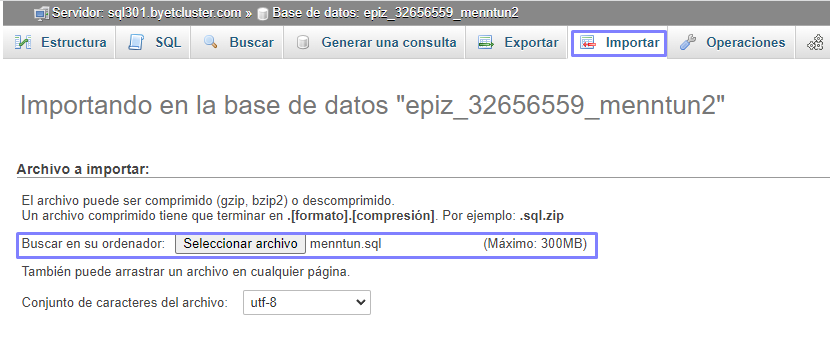 Servidor: sql301.byetcluster.com » Base de datos: epiz_32656559_menntun2
Estructura SQL Buscar Generar una consulta Exportar Importar Operaciones
Importando en la base de datos "epiz_32656559_menntun2"
Archivo a importar:
El archivo puede ser comprimido (gzip, bzip2) o descomprimido.
Un archivo comprimido tiene que terminar en .[formato].[compresión]. Por ejemplo: .sql.zip
Buscar en su ordenador: Seleccionar archivo menntun.sql (Máximo: 300MB)
También puede arrastrar un archivo en cualquier página.
Conjunto de caracteres del archivo: utf-8